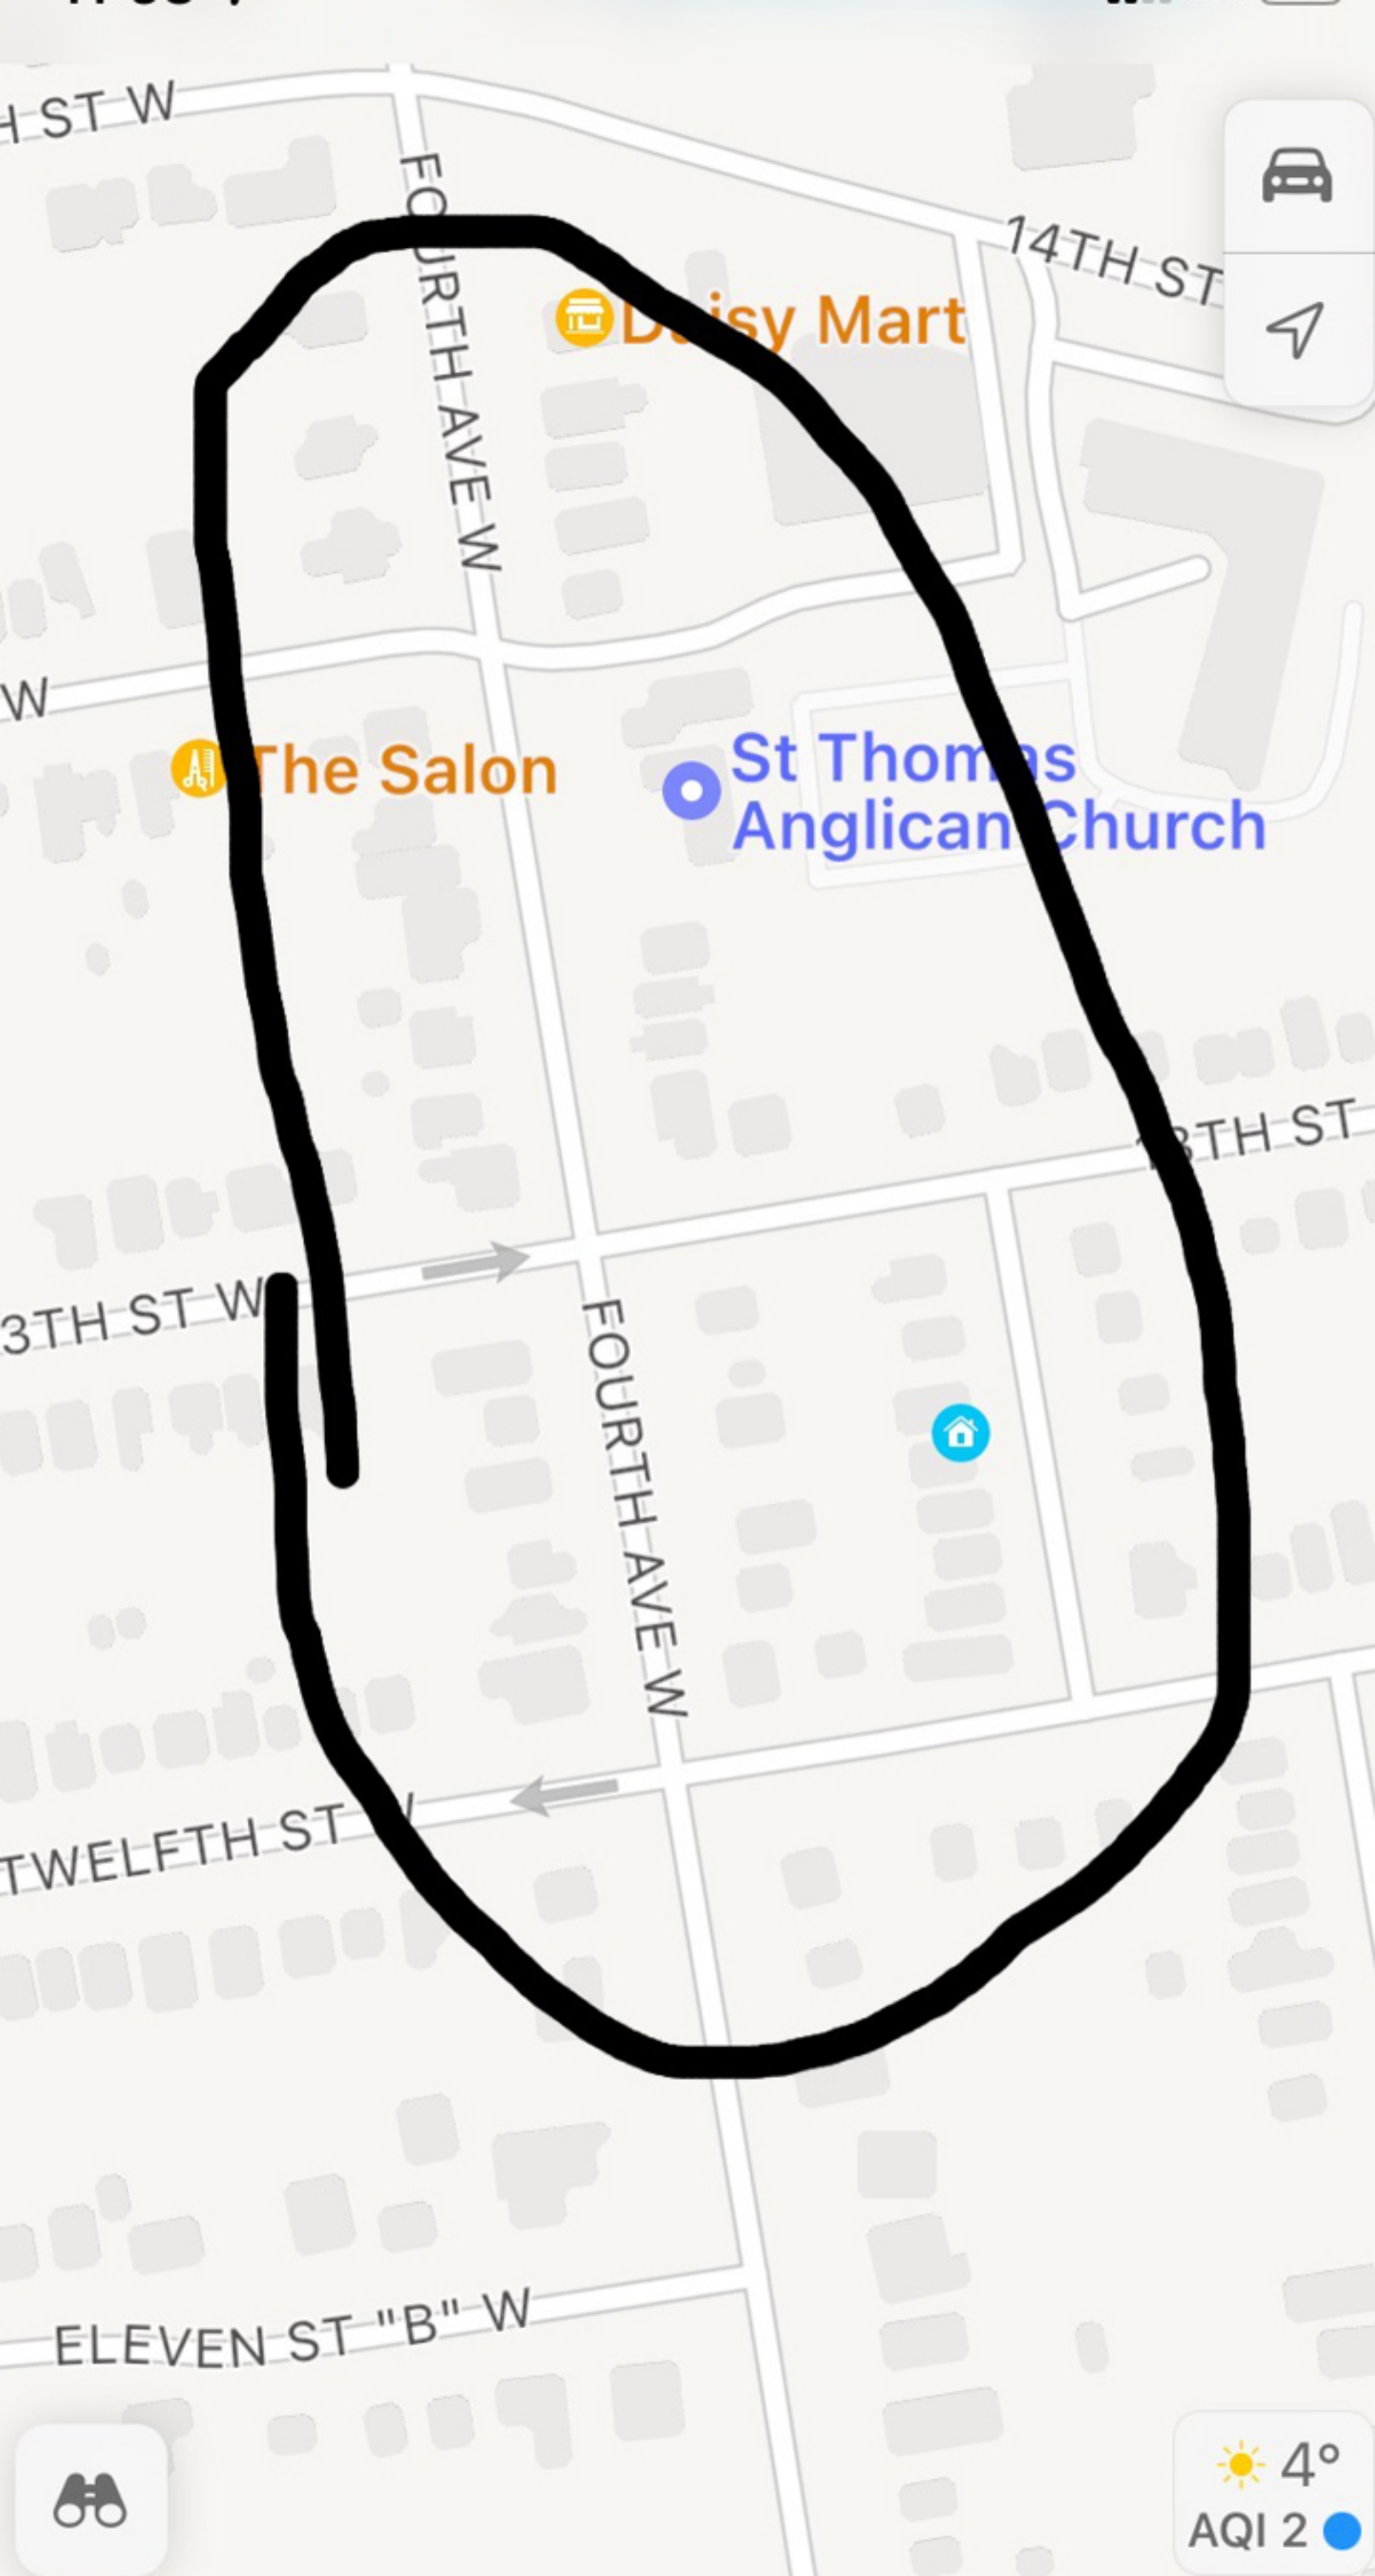 ST W
14TH ST
FOURTH AVE W
Daisy Mart
W
The Salon
St Thomas
Anglican Church
13TH ST
3TH ST W
FOURTH AVE W
TWELFTH ST W
ELEVEN ST "B" W
4°
AQI 2